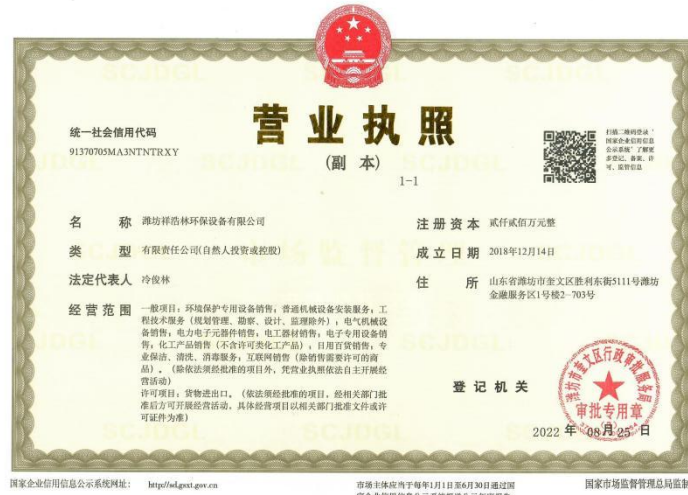 统一社会信用代码
91370705MA3NTNTRXY
营业执照
(副 本)
1-1
扫描二维码登录‘
国家企业信用信息
公示系统’了解更
多登记、备案、许
可、监管信息
名 称 潍坊祥浩林环保设备有限公司
类 型 有限责任公司(自然人投资或控股)
法定代表人 冷俊林
经营范围 一般项目：环境保护专用设备销售；普通机械设备安装服务；工
程技术服务（规划管理、勘察、设计、监理除外）；电气机械设
备销售；电力电子元器件销售；电工器材销售；电子专用设备销
售；化工产品销售（不含许可类化工产品）；日用百货销售；专
业保洁、清洗、消毒服务；互联网销售（除销售需要许可的商
品）。（除依法须经批准的项目外，凭营业执照依法自主开展经
营活动）
许可项目：货物进出口。（依法须经批准的项目，经相关部门批
准后方可开展经营活动，具体经营项目以相关部门批准文件或许
可证件为准）
注册资本 贰仟贰佰万元整
成立日期 2018年12月14日
住 所 山东省潍坊市奎文区胜利东街5111号潍坊
金融服务区1号楼2-703号
登记机关
潍坊市奎文区行政审批服务局
审批专用章
2022 年 08月 25 日
国家企业信用信息公示系统网址：
市场主体应当于每年1月1日至6月30日通过国
国家市场监督管理总局监制
SCJDGL